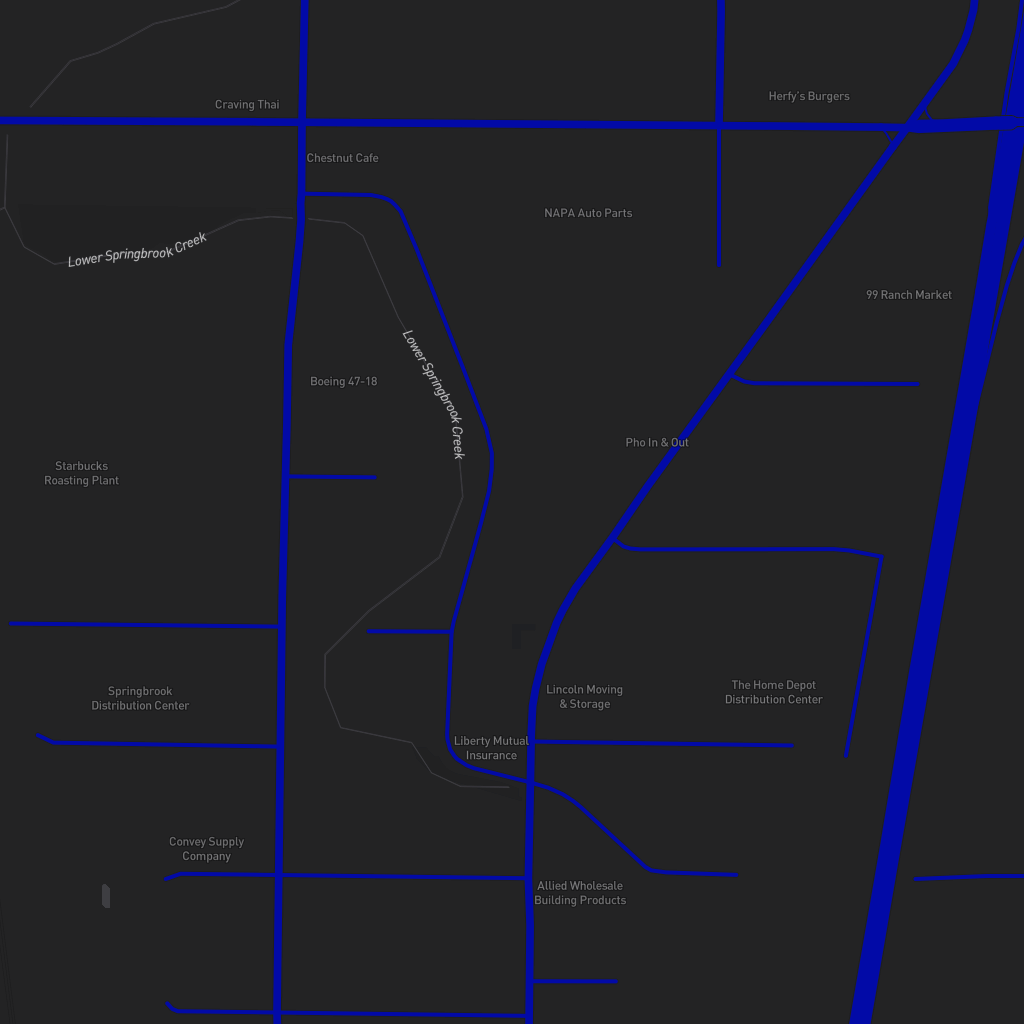 Herfy's Burgers
Craving Thai
Chestnut Cafe
NAPA Auto Parts
Lower Springbrook Creek
99 Ranch Market
Lower Springbrook Creek
Boeing 47-18
Pho In & Out
Starbucks
Roasting Plant
Springbrook
Distribution Center
Lincoln Moving
& Storage
The Home Depot
Distribution Center
Liberty Mutual
Insurance
Convey Supply
Company
Allied Wholesale
Building Products